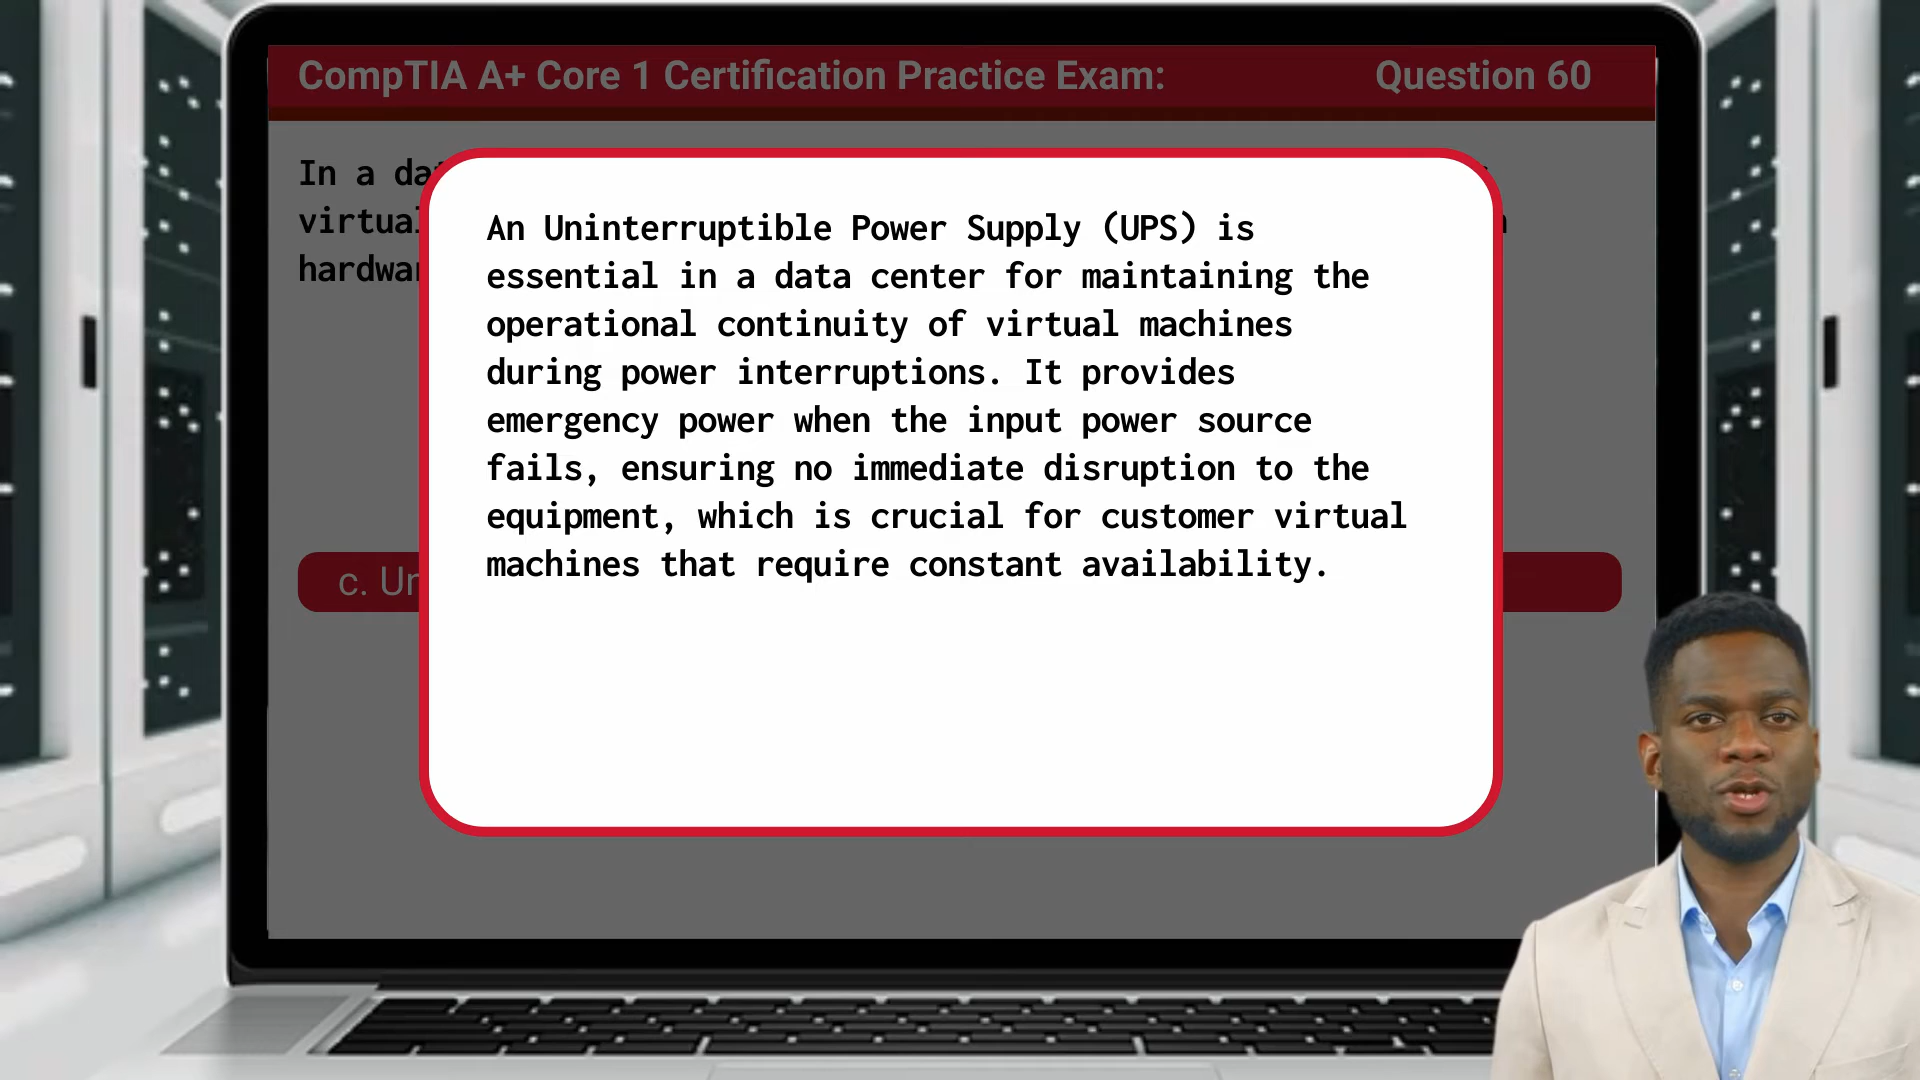 CompTIA A+ Core 1 Certification Practice Exam: Question 60
In a
virtual
hardwar
An Uninterruptible Power Supply (UPS) is
essential in a data center for maintaining the
operational continuity of virtual machines
during power interruptions. It provides
emergency power when the input power source
fails, ensuring no immediate disruption to the
equipment, which is crucial for customer virtual
machines that require constant availability.
c. Un